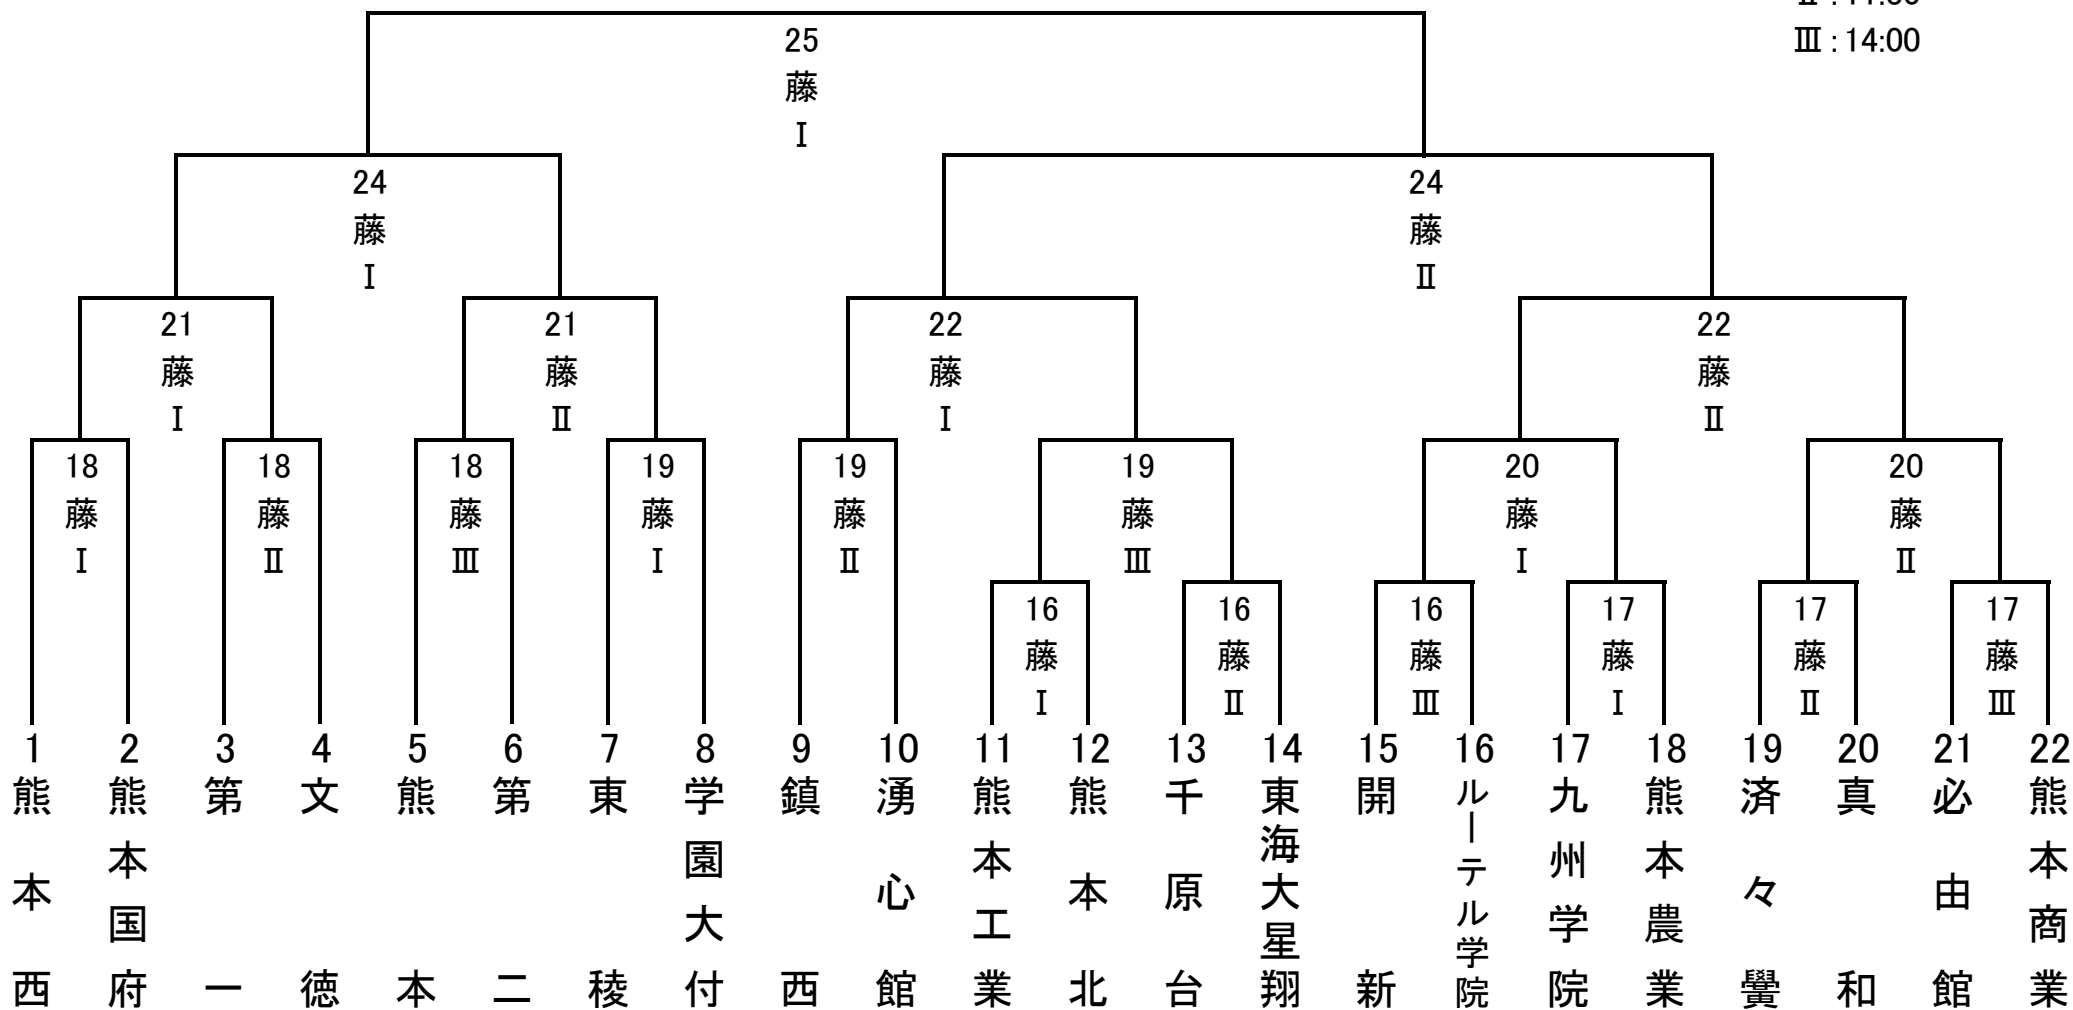 Ⅲ：14:00
25
藤
Ⅰ
24
藤
Ⅰ
24
藤
Ⅱ
21
藤
Ⅰ
21
藤
Ⅱ
22
藤
Ⅰ
22
藤
Ⅱ
18
藤
Ⅰ
18
藤
Ⅱ
18
藤
Ⅲ
19
藤
Ⅰ
19
藤
Ⅱ
19
藤
Ⅲ
20
藤
Ⅰ
20
藤
Ⅱ
16
藤
Ⅰ
16
藤
Ⅱ
16
藤
Ⅲ
17
藤
Ⅰ
17
藤
Ⅱ
17
藤
Ⅲ
1 熊本西
2 熊本国府
3 第一
4 文徳
5 熊本
6 第二
7 東稜
8 学園大付
9 鎮西
10 湧心館
11 熊本工業
12 熊本北
13 千原台
14 東海大星翔
15 開新
16 ルーテル学院
17 九州学院
18 熊本農業
19 済々黌
20 真和
21 必由館
22 熊本商業